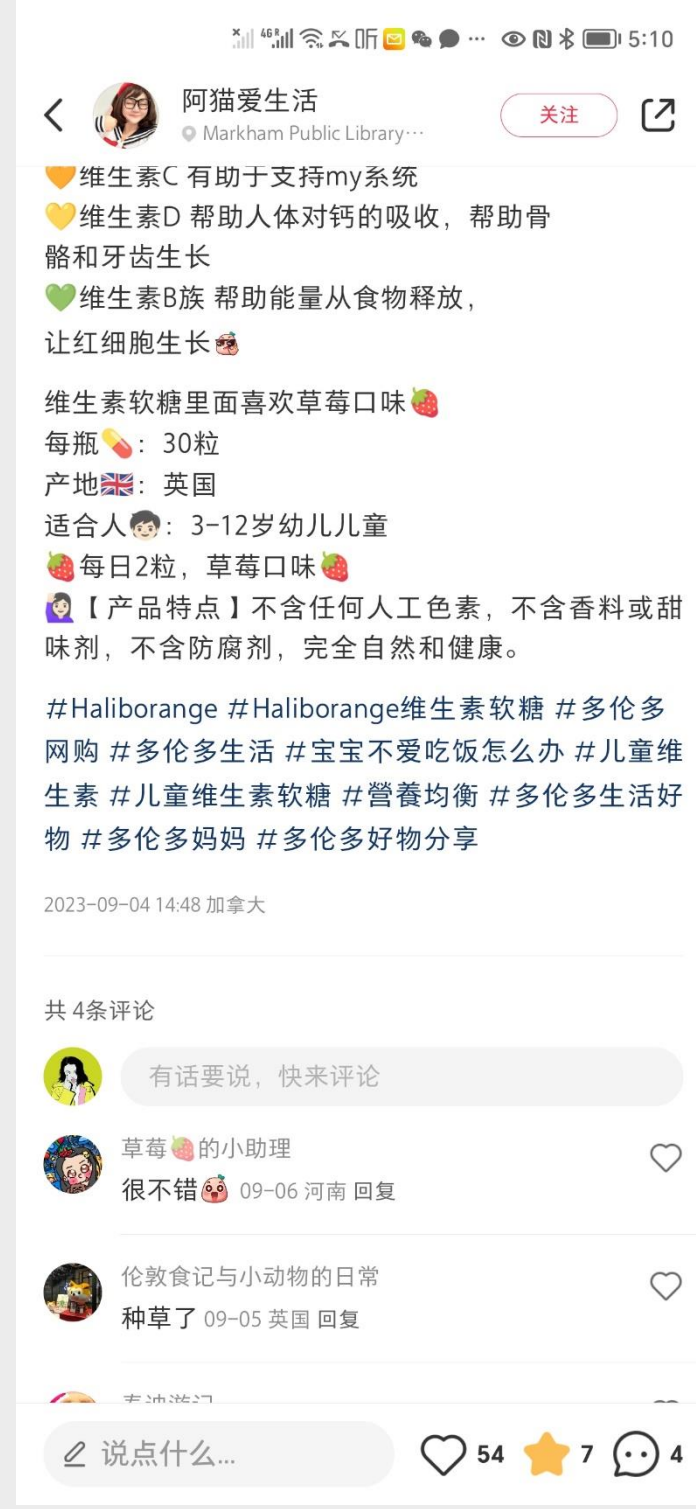 4G R 听 5:10
阿猫爱生活
Markham Public Library…
关注
🧡维生素C 有助于支持my系统
💛维生素D 帮助人体对钙的吸收，帮助骨
骼和牙齿生长
💚维生素B族 帮助能量从食物释放，
让红细胞生长
维生素软糖里面喜欢草莓口味🍓
每瓶💊：30粒
产地🇬🇧：英国
适合人🧒🏻：3-12岁幼儿儿童
🍓每日2粒，草莓口味🍓
🙋🏻‍♀️【产品特点】不含任何人工色素，不含香料或甜
味剂，不含防腐剂，完全自然和健康。
#Haliborange #Haliborange维生素软糖 #多伦多
网购 #多伦多生活 #宝宝不爱吃饭怎么办 #儿童维
生素 #儿童维生素软糖 #營養均衡 #多伦多生活好
物 #多伦多妈妈 #多伦多好物分享
2023-09-04 14:48 加拿大
共 4条评论
有话要说，快来评论
草莓🍓的小助理
很不错 09-06 河南 回复
伦敦食记与小动物的日常
种草了 09-05 英国 回复
说点什么...
54
7
4